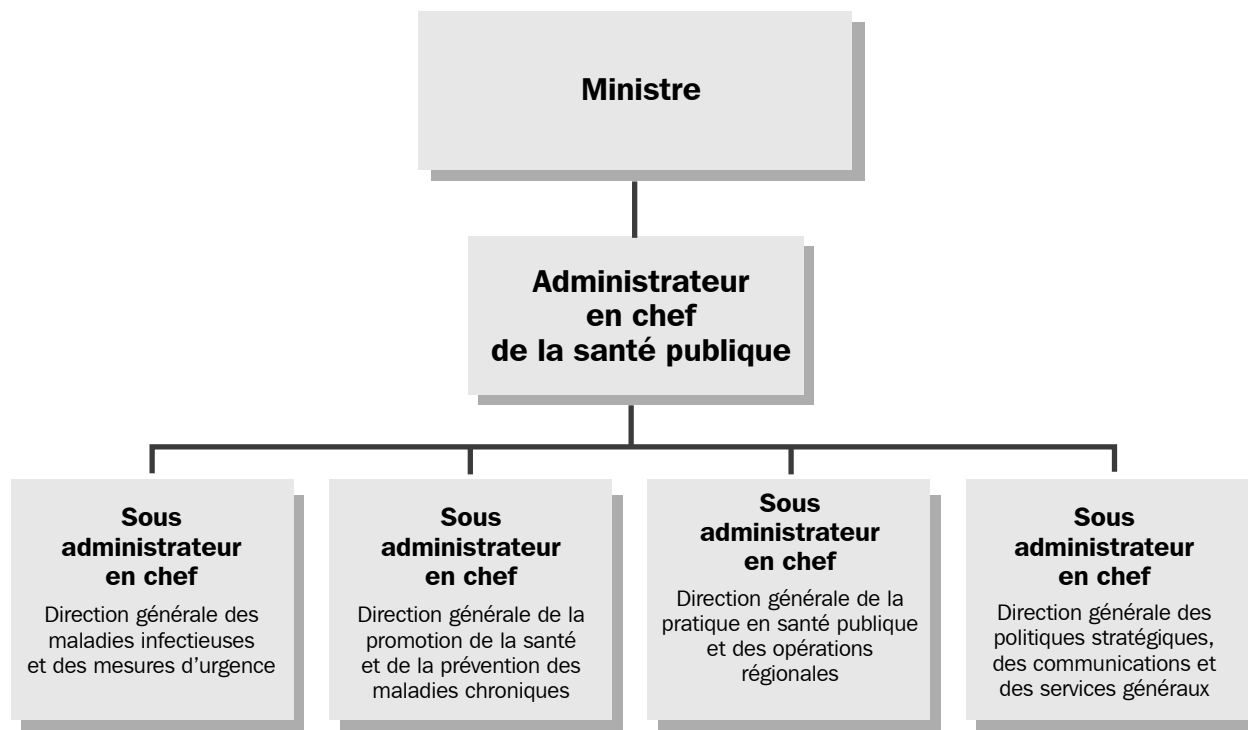 Ministre
Administrateur
en chef
de la santé publique
Sous
administrateur
en chef
Direction générale des
maladies infectieuses
et des mesures d'urgence
Sous
administrateur
en chef
Direction générale de la
promotion de la santé
et de la prévention des
maladies chroniques
Sous
administrateur
en chef
Direction générale de la
pratique en santé publique
et des opérations
régionales
Sous
administrateur
en chef
Direction générale des
politiques stratégiques,
des communications et
des services généraux